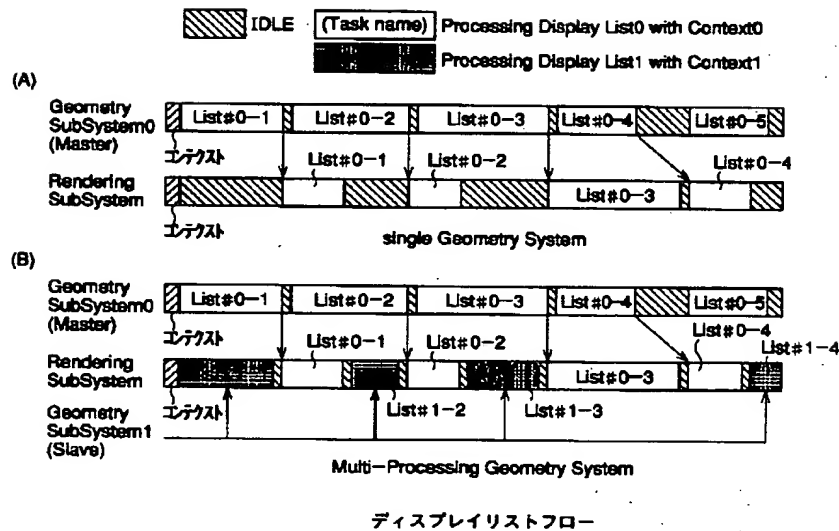 IDLE
(Task name)
Processing Display List0 with Context0
Processing Display List1 with Context1
(A)
Geometry
SubSystem0
(Master)
List#0-1
List#0-2
List#0-3
List#0-4
List#0-5
コンテクスト
List#0-1
List#0-2
List#0-4
Rendering
SubSystem
List#0-3
コンテクスト
single Geometry System
(B)
Geometry
SubSystem0
(Master)
List#0-1
List#0-2
List#0-3
List#0-4
List#0-5
コンテクスト
List#0-1
List#0-2
List#0-4
List#1-4
Rendering
SubSystem
List#0-3
コンテクスト
List#1-2
List#1-3
Geometry
SubSystem1
(Slave)
Multi-Processing Geometry System
ディスプレイリストフロー